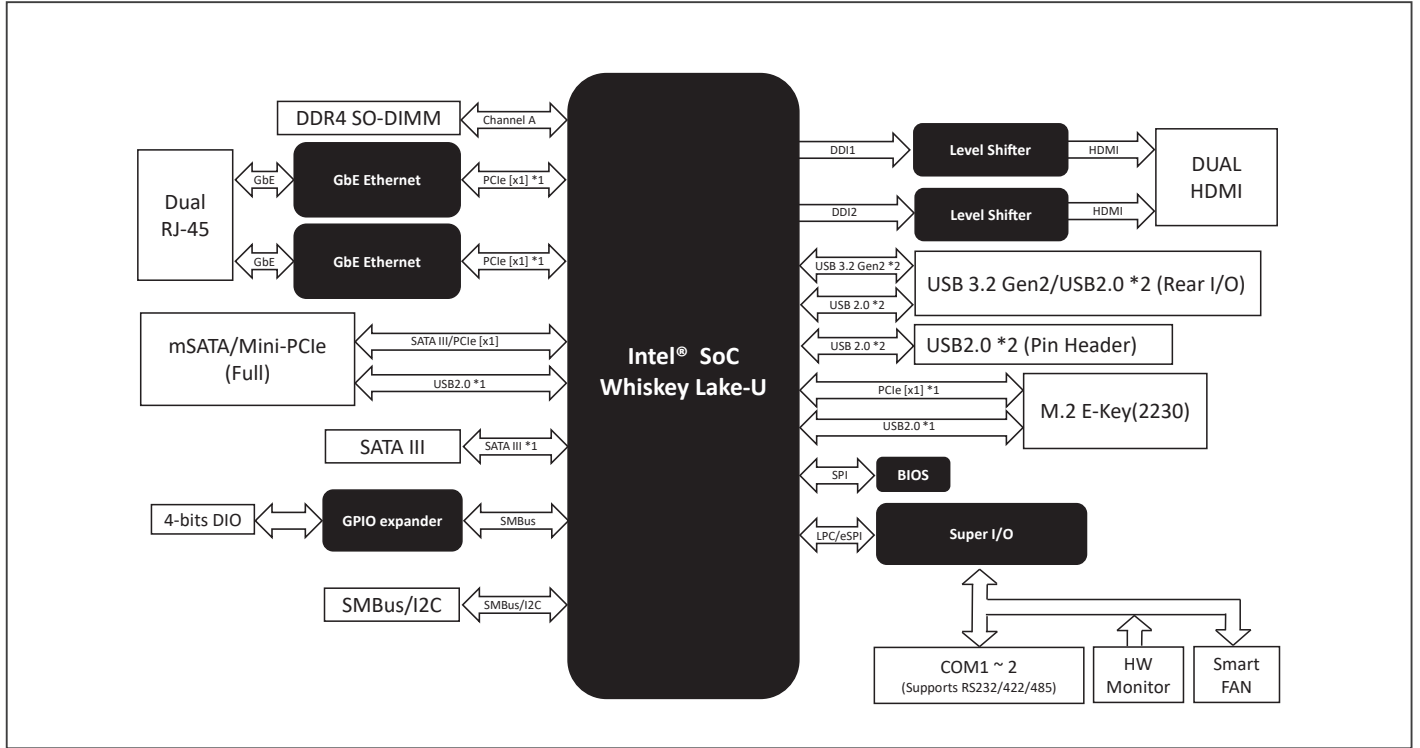 DDR4 SO-DIMM
Channel A
Dual
RJ-45
GbE
GbE Ethernet
PCIe [x1] *1
GbE
GbE Ethernet
PCIe [x1] *1
mSATA/Mini-PCIe
(Full)
SATA III/PCIe [x1]
USB2.0 *1
SATA III
SATA III *1
4-bits DIO
GPIO expander
SMBus
SMBus/I2C
SMBus/I2C
Intel® SoC
Whiskey Lake-U
DDI1
Level Shifter
HDMI
DUAL
HDMI
DDI2
Level Shifter
HDMI
USB 3.2 Gen2 *2
USB 2.0 *2
USB 3.2 Gen2/USB2.0 *2 (Rear I/O)
USB 2.0 *2
USB2.0 *2 (Pin Header)
PCIe [x1] *1
USB2.0 *1
M.2 E-Key(2230)
SPI
BIOS
LPC/eSPI
Super I/O
COM1 ~ 2
(Supports RS232/422/485)
HW
Monitor
Smart
FAN